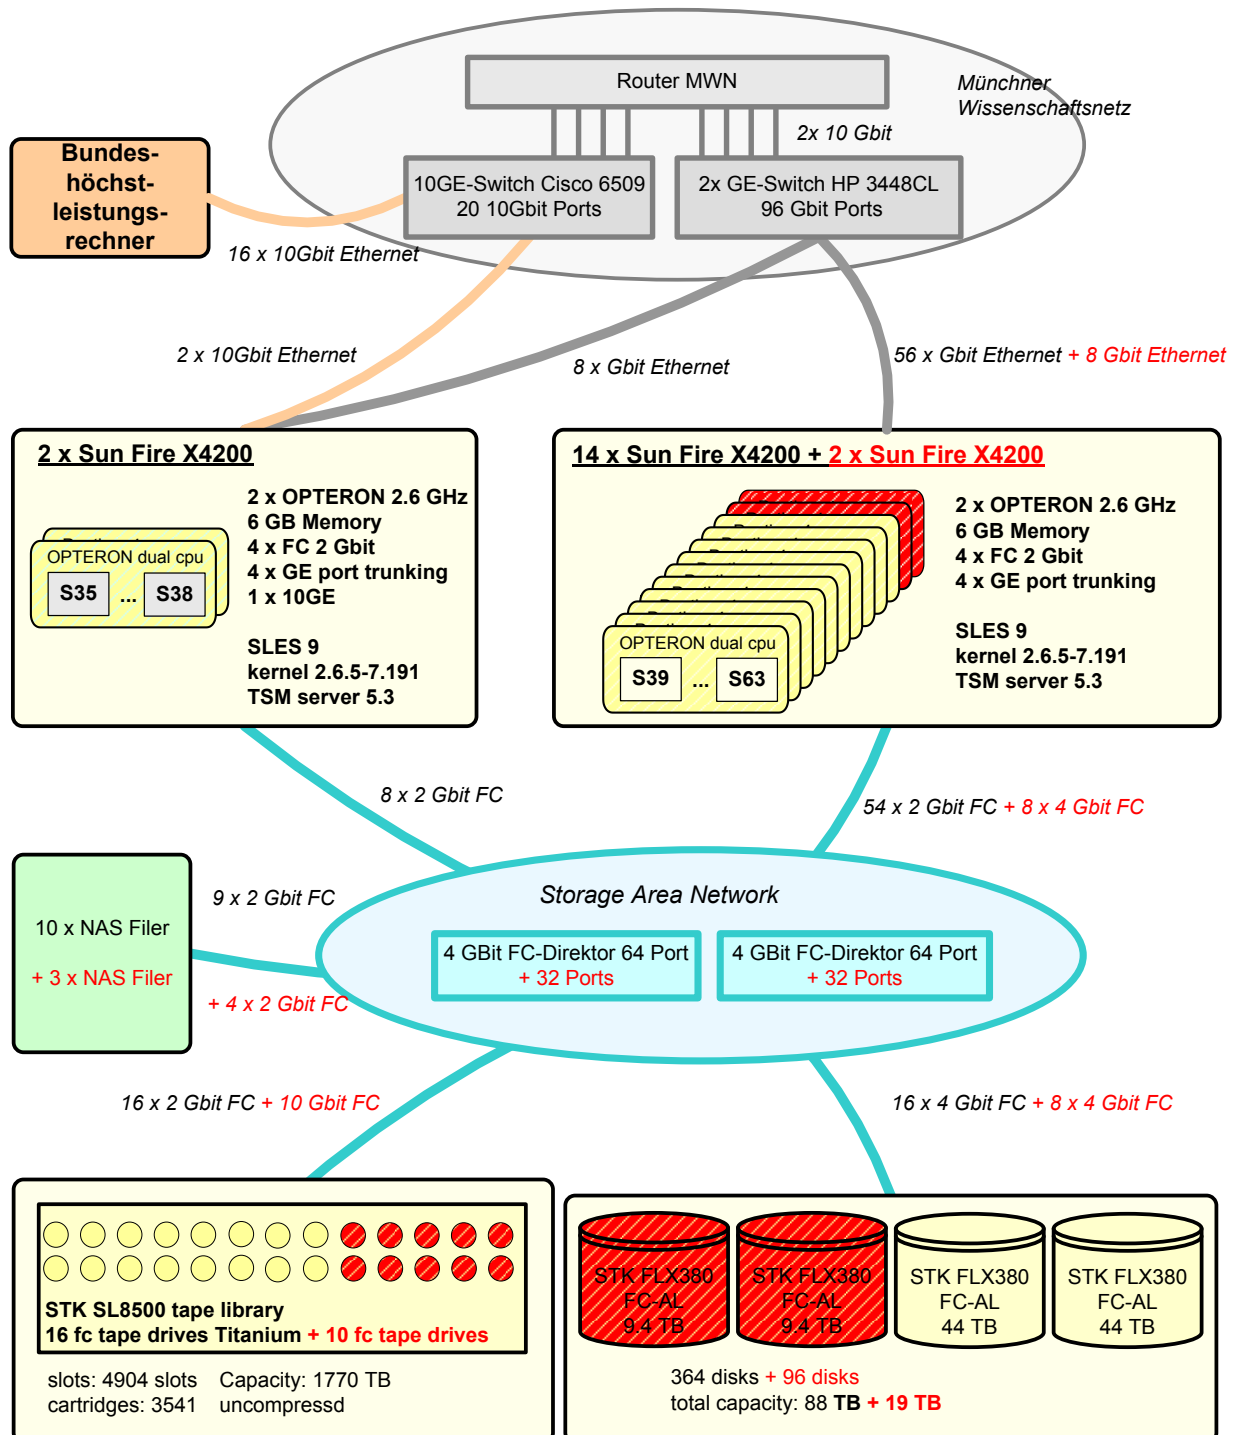 Router MWN
Münchner
Wissenschaftsnetz
2x 10 Gbit
Bundes-
höchst-
leistungs-
rechner
10GE-Switch Cisco 6509
20 10Gbit Ports
2x GE-Switch HP 3448CL
96 Gbit Ports
16 x 10Gbit Ethernet
2 x 10Gbit Ethernet
8 x Gbit Ethernet
56 x Gbit Ethernet + 8 Gbit Ethernet
2 x Sun Fire X4200
2 x OPTERON 2.6 GHz
6 GB Memory
4 x FC 2 Gbit
4 x GE port trunking
1 x 10GE
SLES 9
kernel 2.6.5-7.191
TSM server 5.3
OPTERON dual cpu
S35 ... S38
14 x Sun Fire X4200 + 2 x Sun Fire X4200
2 x OPTERON 2.6 GHz
6 GB Memory
4 x FC 2 Gbit
4 x GE port trunking
SLES 9
kernel 2.6.5-7.191
TSM server 5.3
OPTERON dual cpu
S39 ... S63
8 x 2 Gbit FC
54 x 2 Gbit FC + 8 x 4 Gbit FC
10 x NAS Filer
+ 3 x NAS Filer
9 x 2 Gbit FC
+ 4 x 2 Gbit FC
Storage Area Network
4 GBit FC-Direktor 64 Port
+ 32 Ports
4 GBit FC-Direktor 64 Port
+ 32 Ports
16 x 2 Gbit FC + 10 Gbit FC
16 x 4 Gbit FC + 8 x 4 Gbit FC
STK SL8500 tape library
16 fc tape drives Titanium + 10 fc tape drives
slots: 4904 slots Capacity: 1770 TB
cartridges: 3541 uncompressd
STK FLX380
FC-AL
9.4 TB
STK FLX380
FC-AL
9.4 TB
STK FLX380
FC-AL
44 TB
STK FLX380
FC-AL
44 TB
364 disks + 96 disks
total capacity: 88 TB + 19 TB